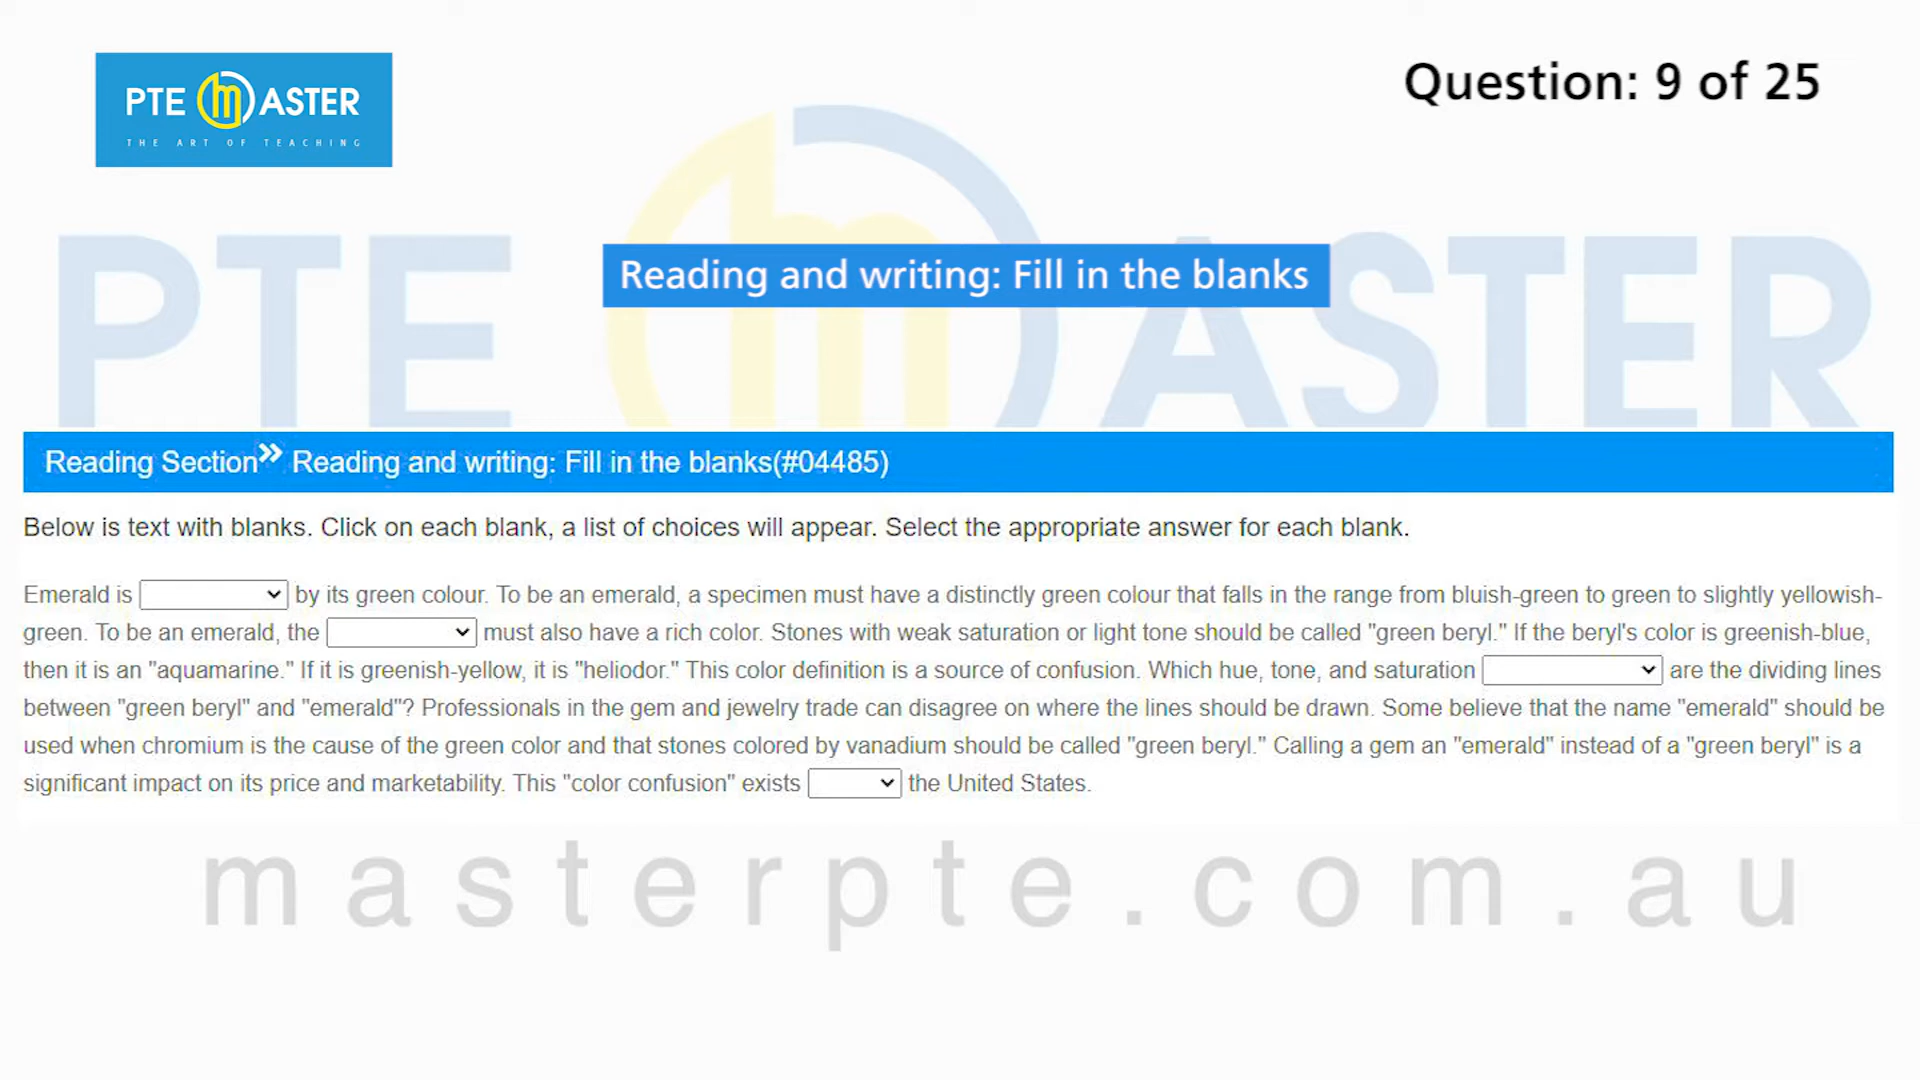 PTE MASTER
THE ART OF TEACHING
Question: 9 of 25
PTE MASTER
Reading and writing: Fill in the blanks
Reading Section» Reading and writing: Fill in the blanks(#04485)
Below is text with blanks. Click on each blank, a list of choices will appear. Select the appropriate answer for each blank.
Emerald is by its green colour. To be an emerald, a specimen must have a distinctly green colour that falls in the range from bluish-green to green to slightly yellowish-
green. To be an emerald, the must also have a rich color. Stones with weak saturation or light tone should be called "green beryl." If the beryl's color is greenish-blue,
then it is an "aquamarine." If it is greenish-yellow, it is "heliodor." This color definition is a source of confusion. Which hue, tone, and saturation are the dividing lines
between "green beryl" and "emerald"? Professionals in the gem and jewelry trade can disagree on where the lines should be drawn. Some believe that the name "emerald" should be
used when chromium is the cause of the green color and that stones colored by vanadium should be called "green beryl." Calling a gem an "emerald" instead of a "green beryl" is a
significant impact on its price and marketability. This "color confusion" exists the United States.
masterpte.com.au